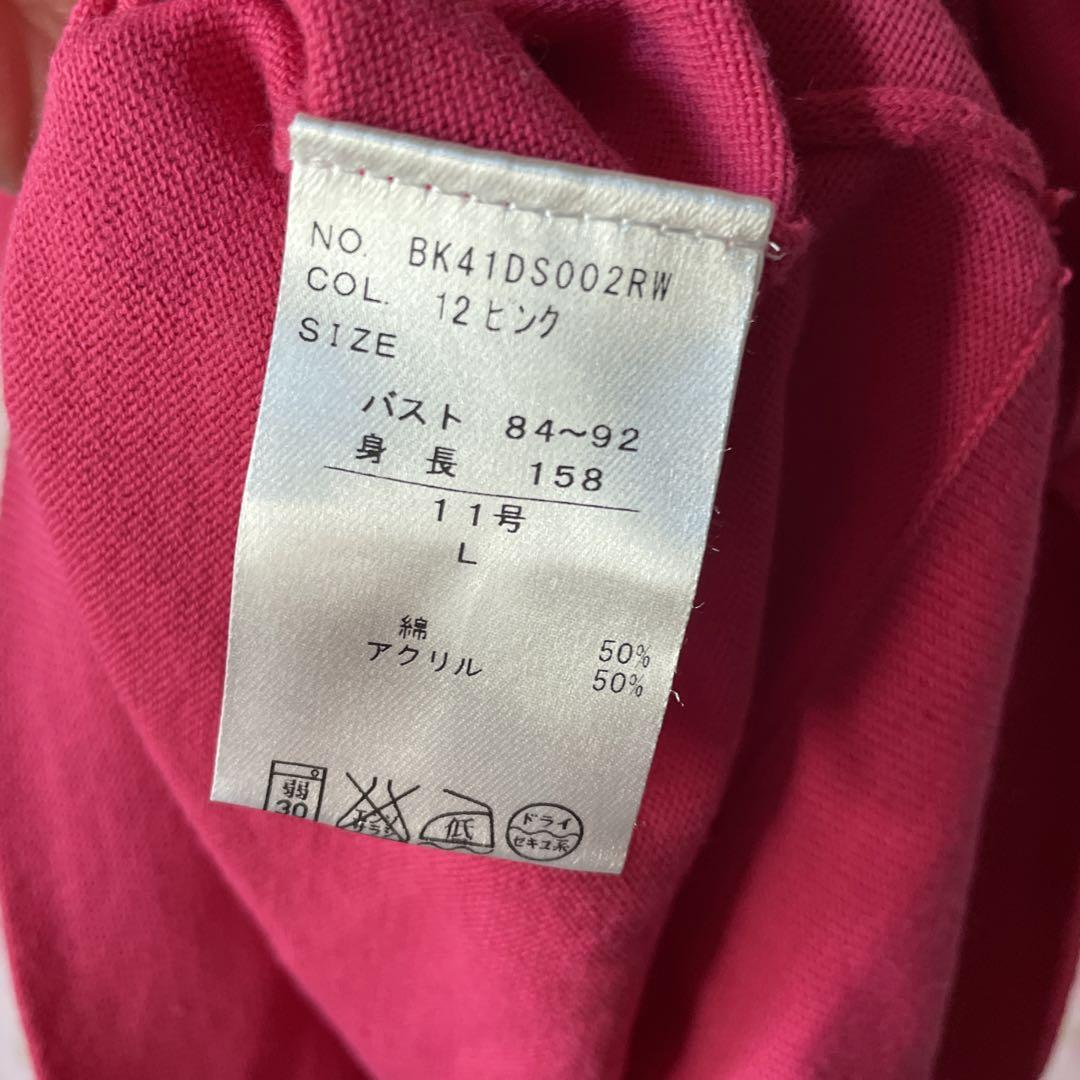 NO. BK41DS002RW
COL. 12ピンク
SIZE
バスト 84〜92
身長 158
11号
L
綿 50%
アクリル 50%
弱
30
低
ドライ
セキユ系